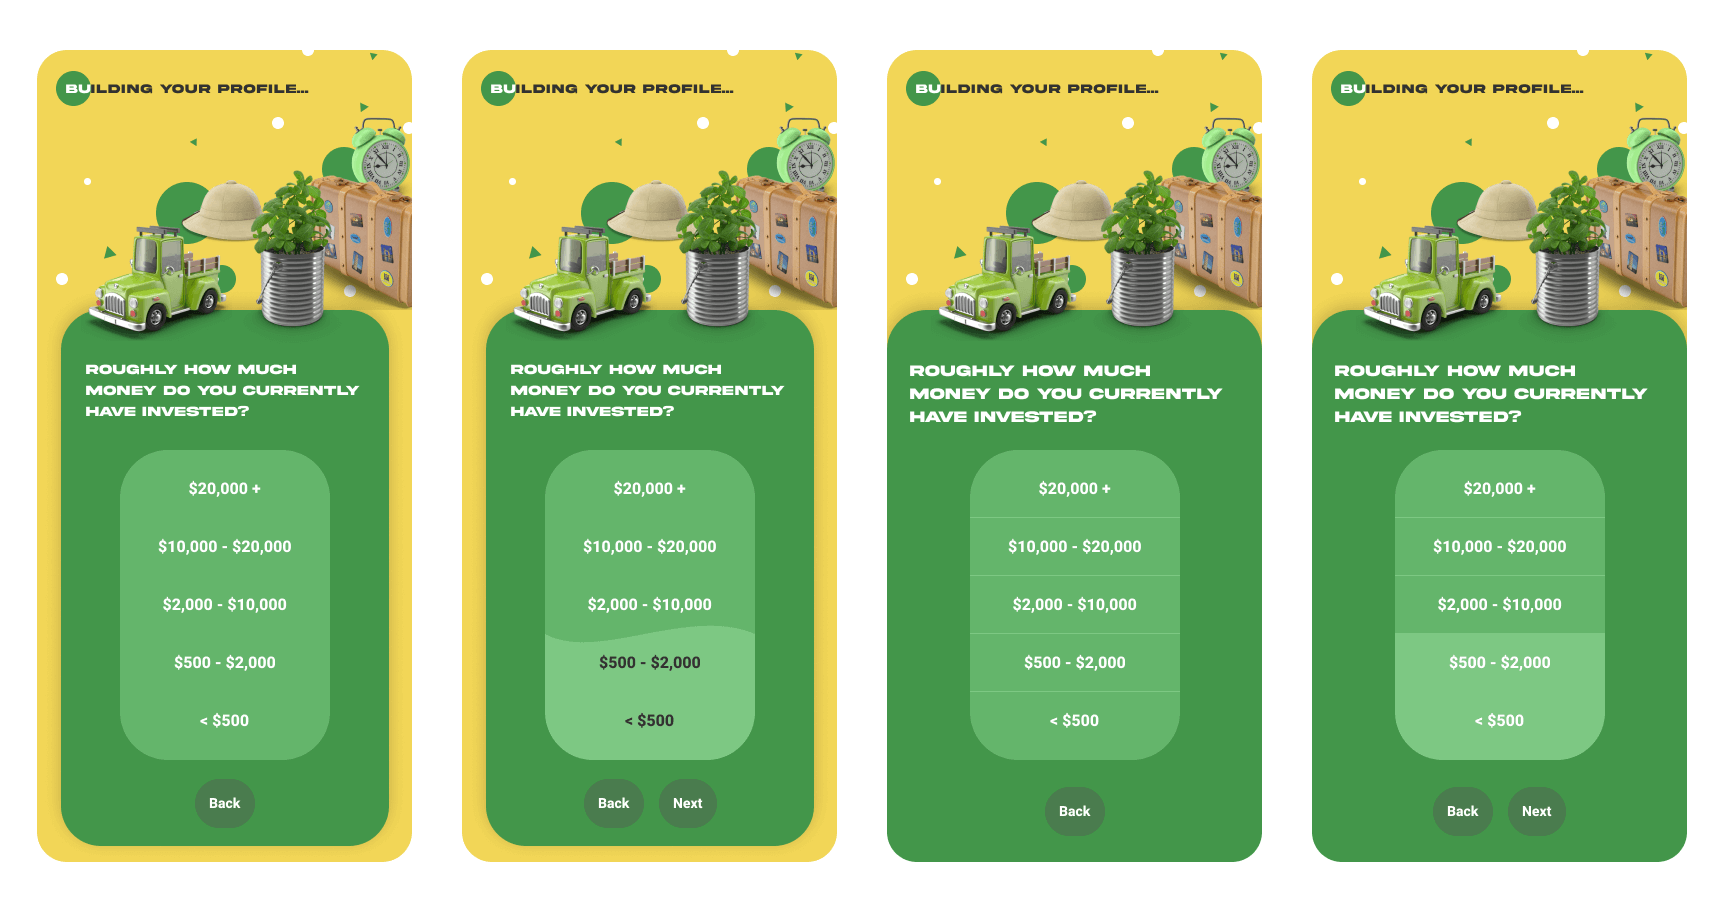 BUILDING YOUR PROFILE...
ROUGHLY HOW MUCH
MONEY DO YOU CURRENTLY
HAVE INVESTED?
$20,000 +
$10,000 - $20,000
$2,000 - $10,000
$500 - $2,000
< $500
Back
BUILDING YOUR PROFILE...
ROUGHLY HOW MUCH
MONEY DO YOU CURRENTLY
HAVE INVESTED?
$20,000 +
$10,000 - $20,000
$2,000 - $10,000
$500 - $2,000
< $500
Back Next
BUILDING YOUR PROFILE...
ROUGHLY HOW MUCH
MONEY DO YOU CURRENTLY
HAVE INVESTED?
$20,000 +
$10,000 - $20,000
$2,000 - $10,000
$500 - $2,000
< $500
Back
BUILDING YOUR PROFILE...
ROUGHLY HOW MUCH
MONEY DO YOU CURRENTLY
HAVE INVESTED?
$20,000 +
$10,000 - $20,000
$2,000 - $10,000
$500 - $2,000
< $500
Back Next